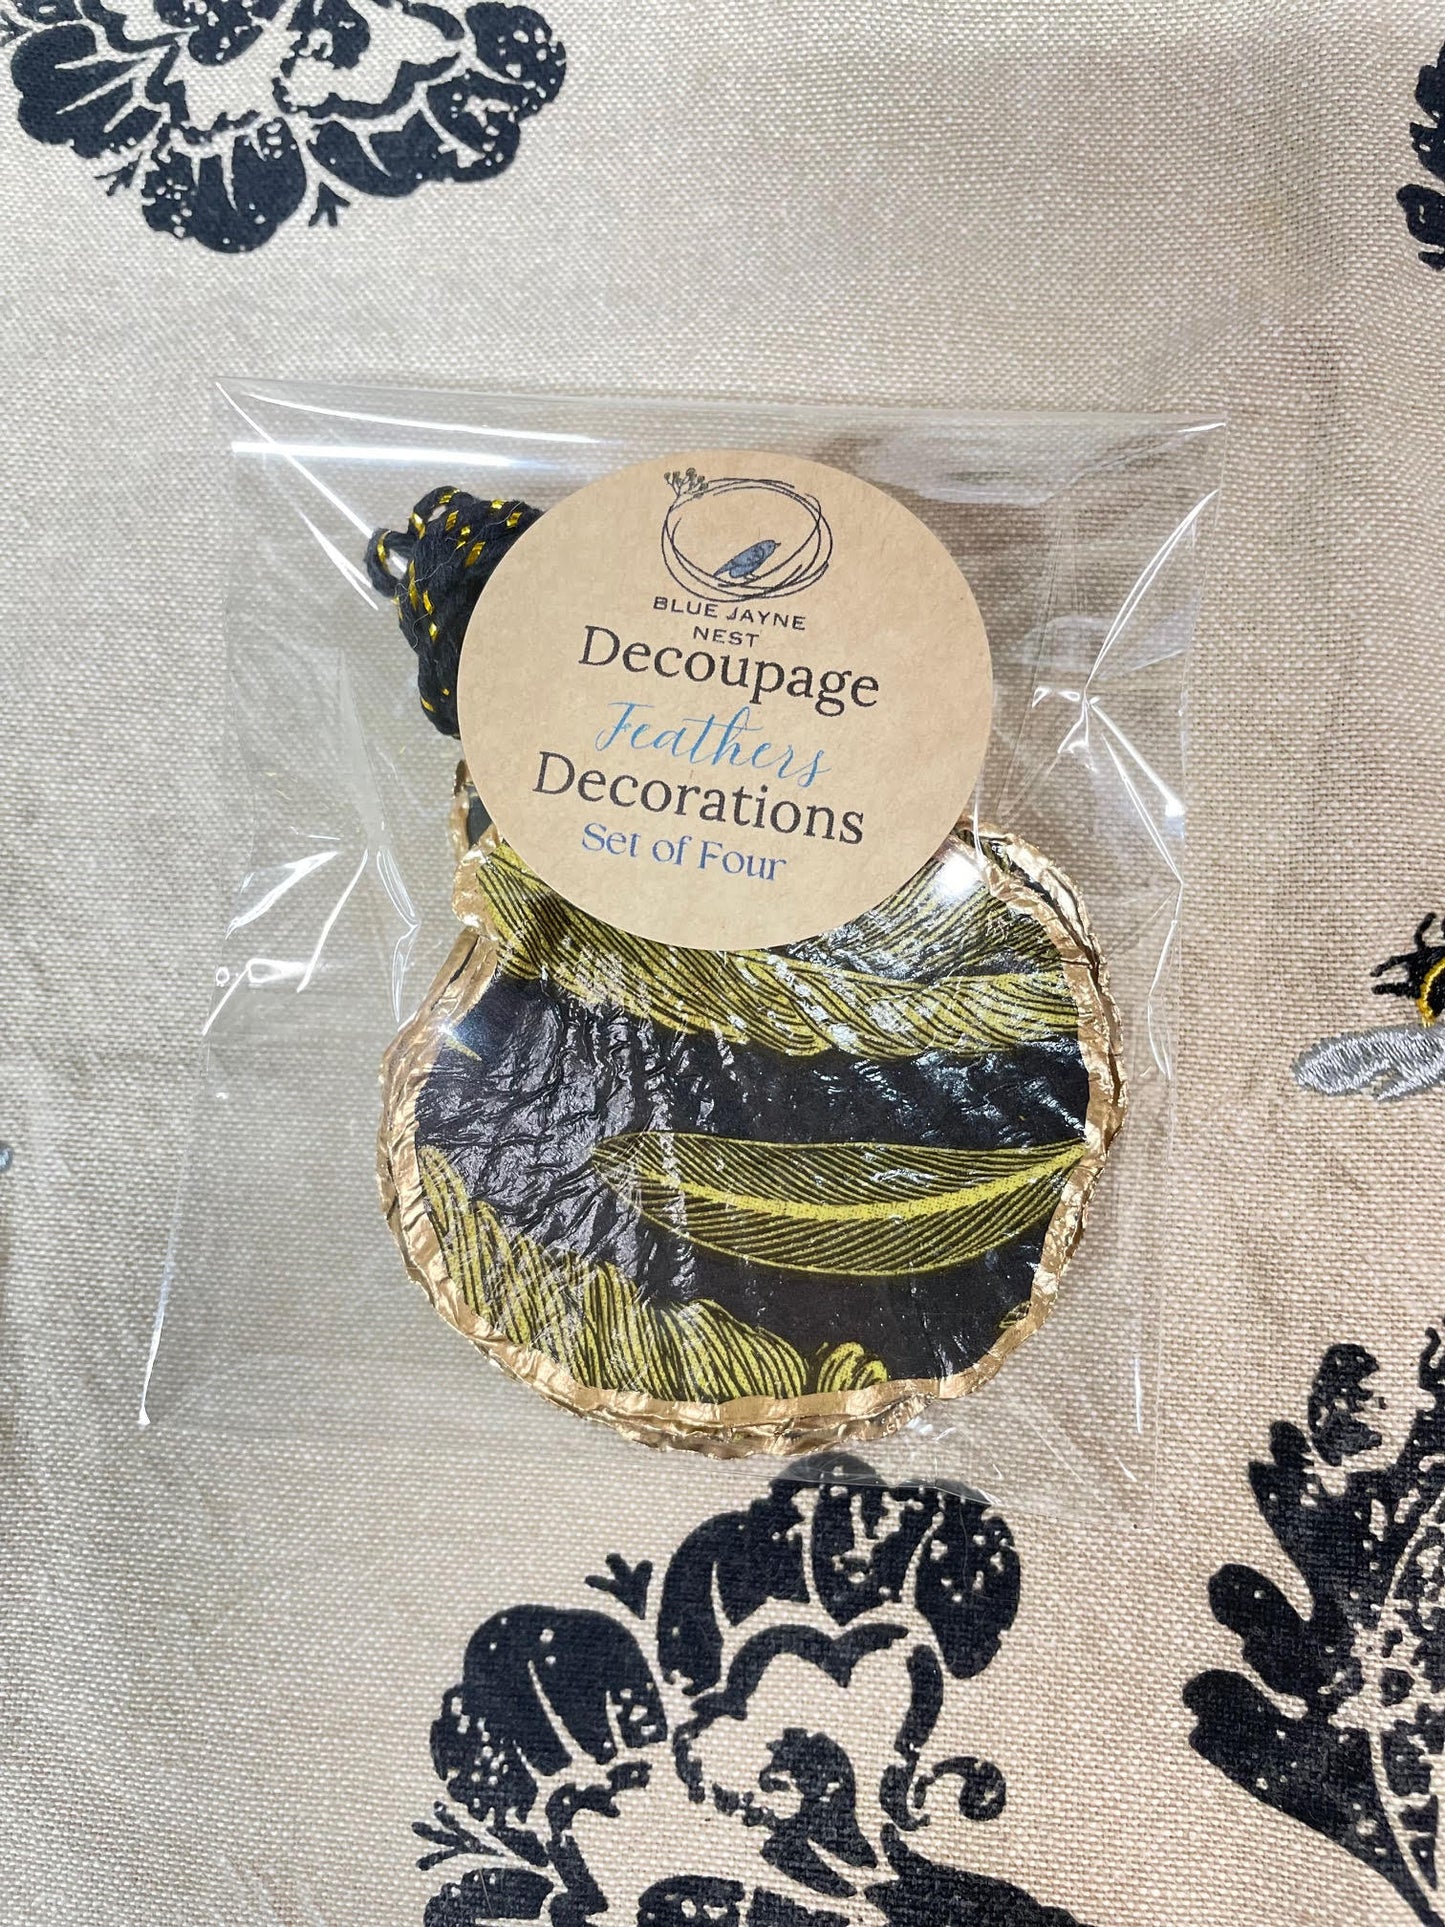 BLUE JAYNE
NEST
Decoupage
Feathers
Decorations
Set of Four